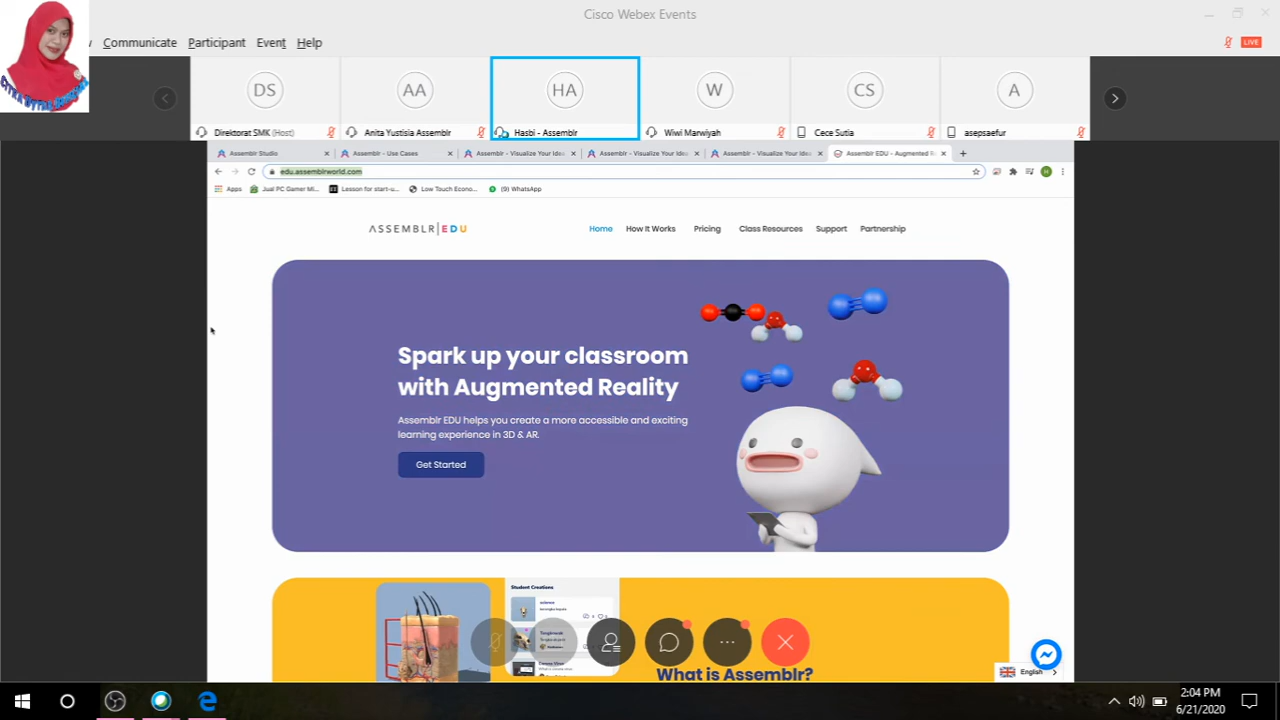 Cisco Webex Events
Communicate Participant Event Help
LIVE
DS AA HA W CS A
Direktorat SMK (Host) Anita Yustisia Assemblr Hasbi - Assemblr Wiwi Marwiyah Cece Sutia asepsaefur
Assemblr Studio Assemblr - Use Cases Assemblr - Visualize Your Ide Assemblr - Visualize Your Ide Assemblr - Visualize Your Ide Assemblr EDU - Augmented R
edu.assemblrworld.com
H
Apps Jual PC Gamer Mi... Lesson for start-u... Low Touch Econo... (9) WhatsApp
ASSEMBLR EDU
Home How It Works Pricing Class Resources Support Partnership
Spark up your classroom
with Augmented Reality
Assemblr EDU helps you create a more accessible and exciting
learning experience in 3D & AR.
Get Started
Student Creations
What is Assemblr?
English
2:04 PM
6/21/2020